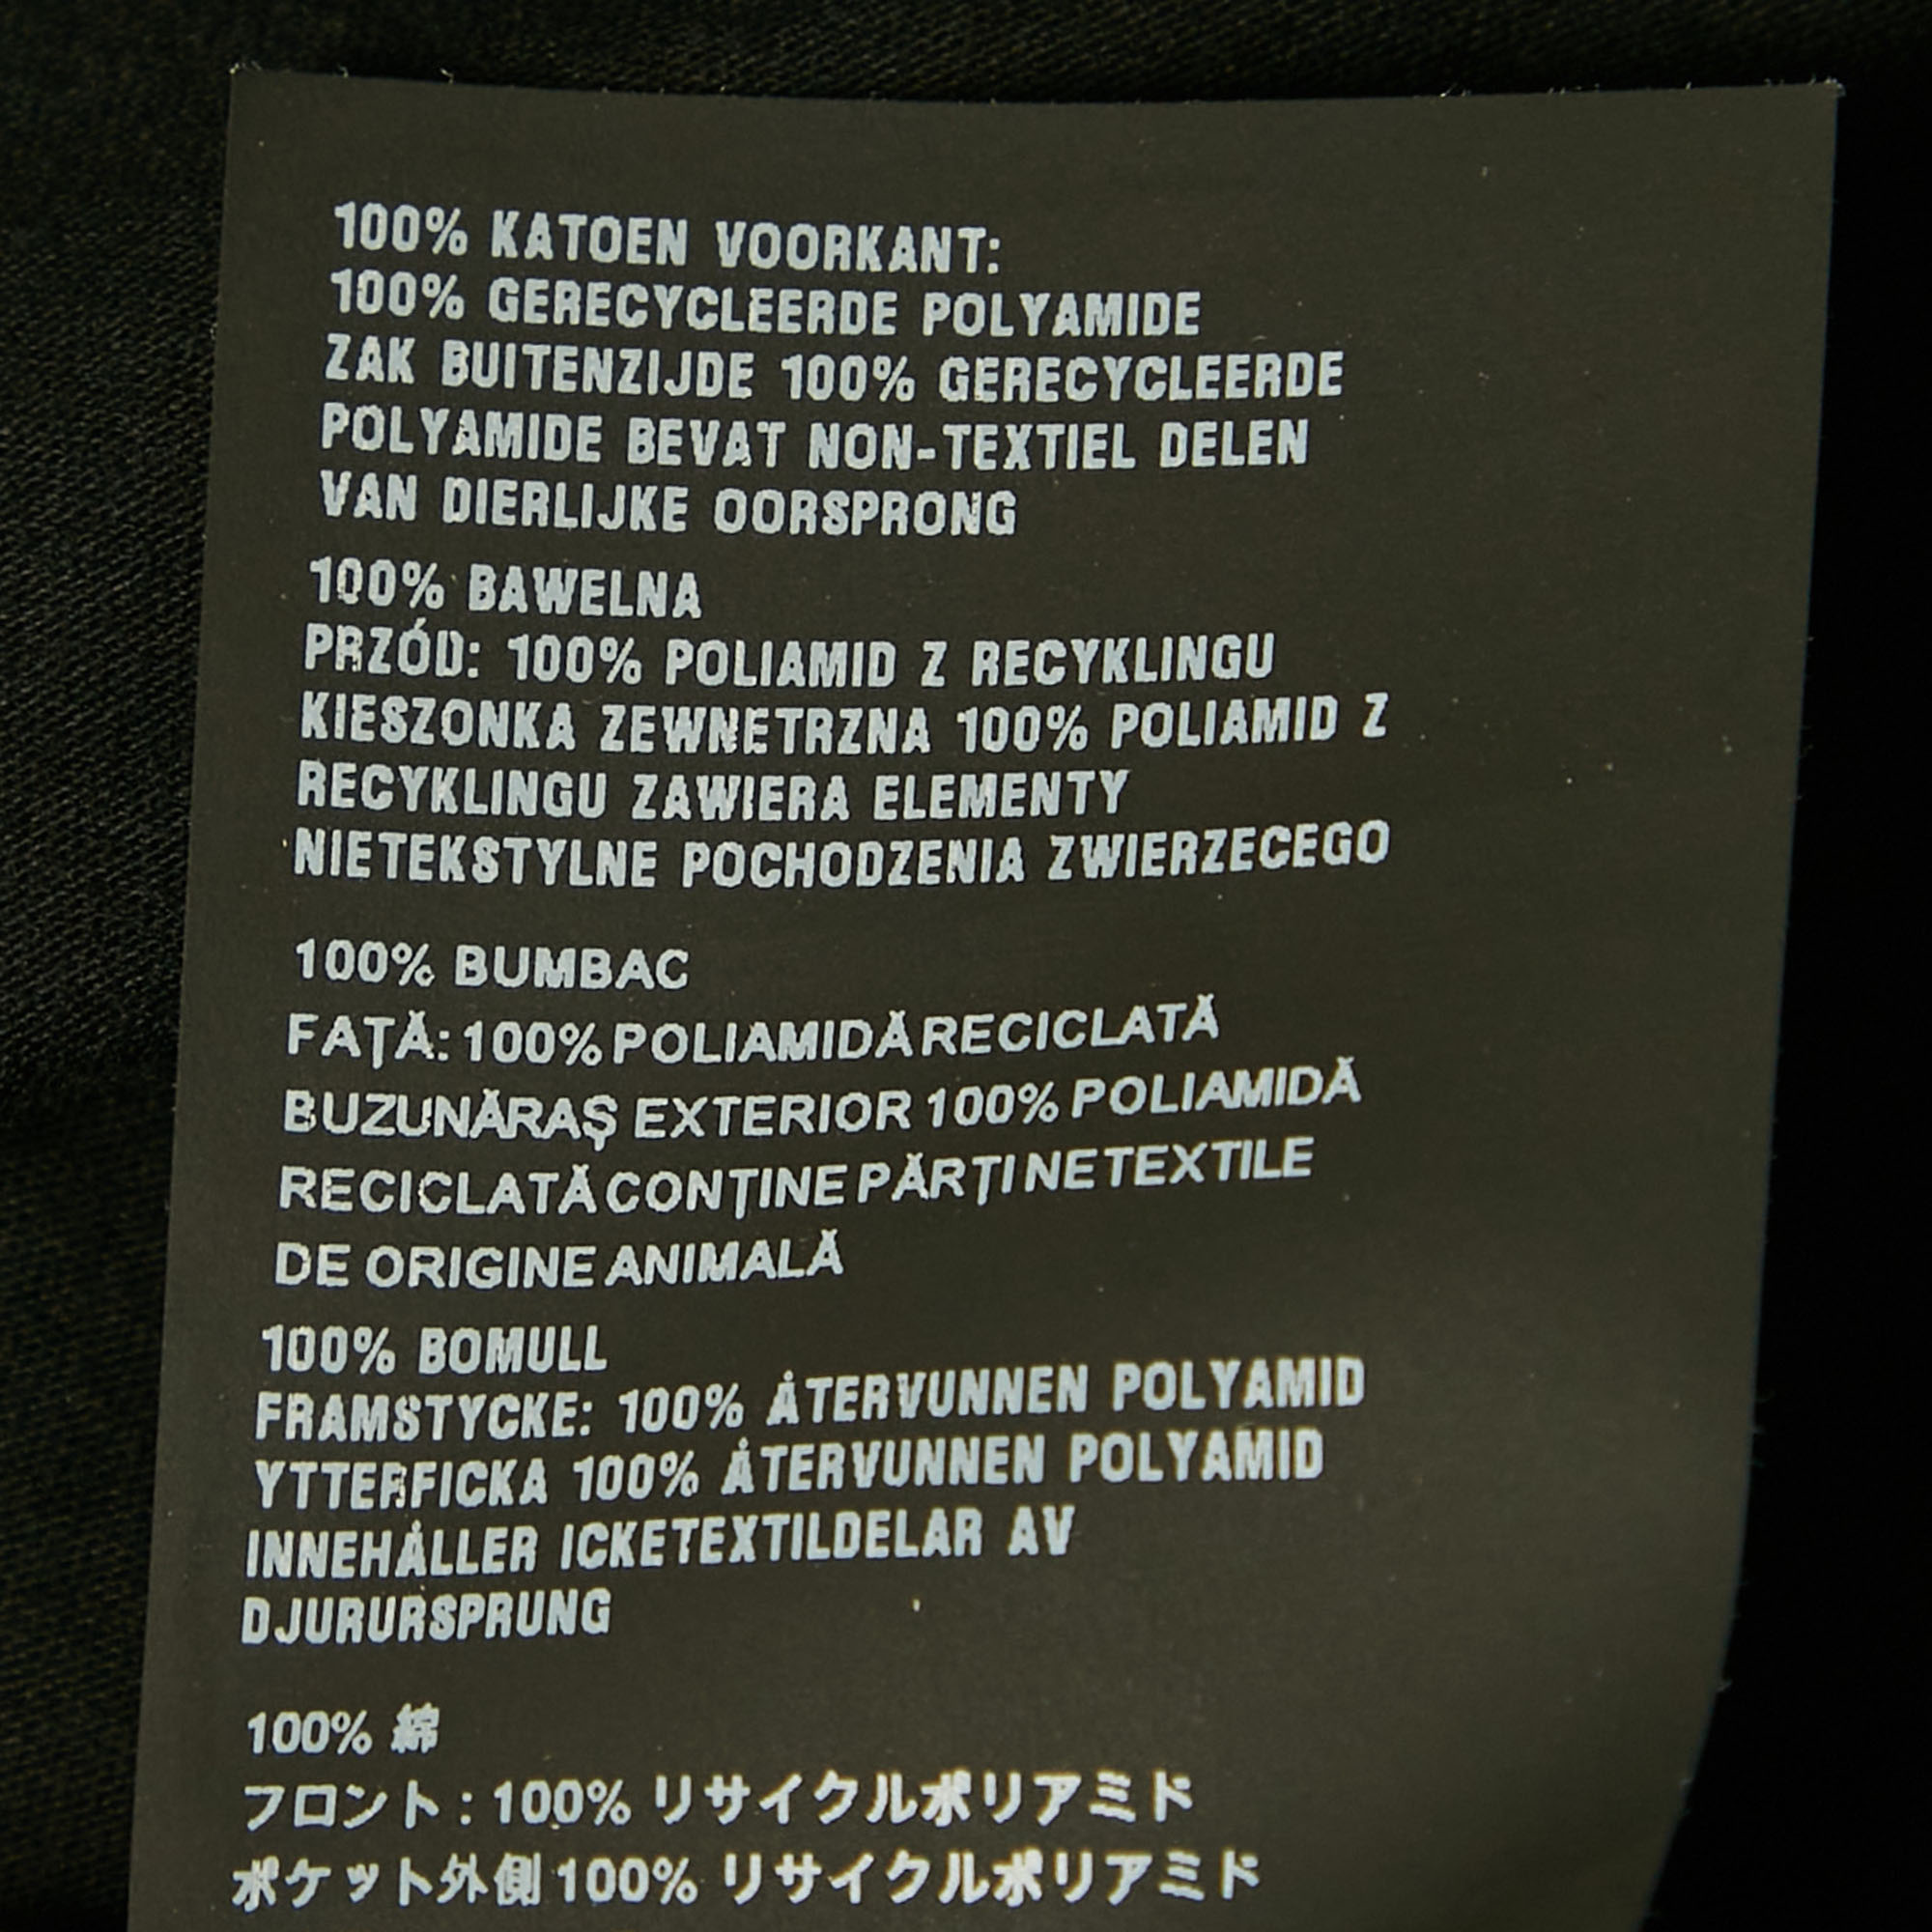 100% KATOEN VOORKANT:
100% GERECYCLEERDE POLYAMIDE
ZAK BUITENZIJDE 100% GERECYCLEERDE
POLYAMIDE BEVAT NON-TEXTIEL DELEN
VAN DIERLIJKE OORSPRONG
100% BAWELNA
PRZÓD: 100% POLIAMID Z RECYKLINGU
KIESZONKA ZEWNETRZNA 100% POLIAMID Z
RECYKLINGU ZAWIERA ELEMENTY
NIETEKSTYLNE POCHODZENIA ZWIERZECEGO
100% BUMBAC
FAȚĂ: 100% POLIAMIDĂ RECICLATĂ
BUZUNĂRAȘ EXTERIOR 100% POLIAMIDĂ
RECICLATĂ CONȚINE PĂRȚI NETEXTILE
DE ORIGINE ANIMALĂ
100% BOMULL
FRAMSTYCKE: 100% ÅTERVUNNEN POLYAMID
YTTERFICKA 100% ÅTERVUNNEN POLYAMID
INNEHÅLLER ICKETEXTILDELAR AV
DJURURSPRUNG
100% 綿
フロント : 100% リサイクルポリアミド
ポケット外側 100% リサイクルポリアミド